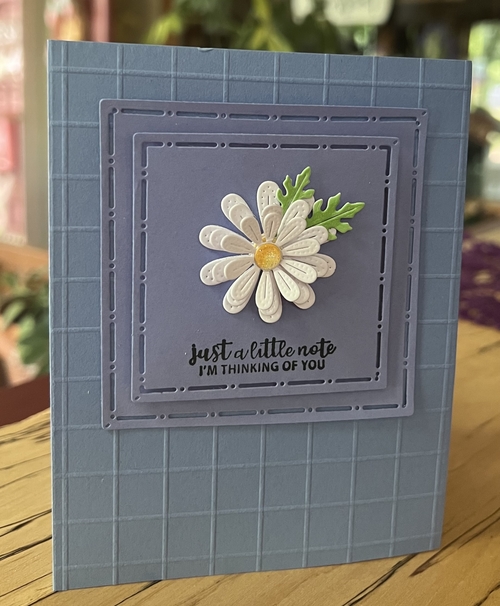 just a little note
I'M THINKING OF YOU